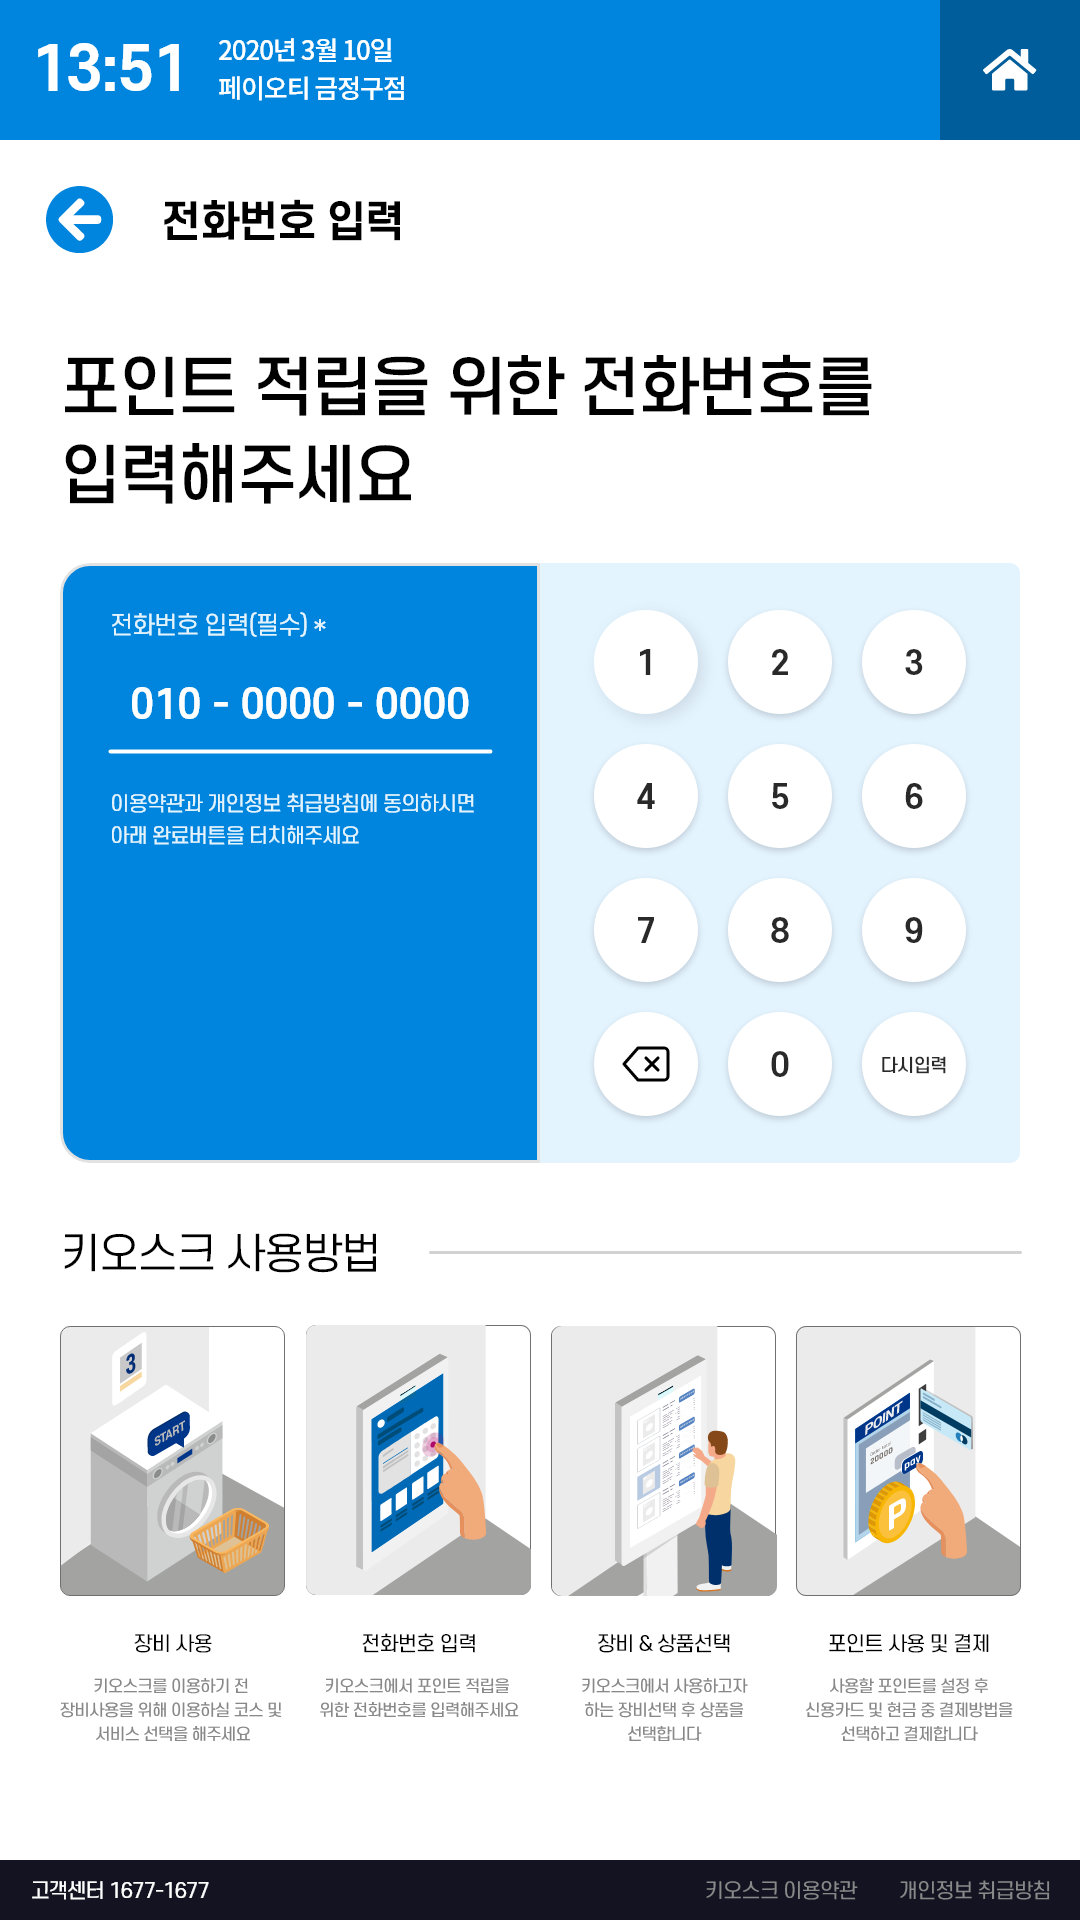 13:51
2020년 3월 10일
페이오티 금정구점
전화번호 입력
포인트 적립을 위한 전화번호를
입력해주세요
전화번호 입력(필수) *
010 - 0000 - 0000
이용약관과 개인정보 취급방침에 동의하시면
아래 완료버튼을 터치해주세요
1 2 3
4 5 6
7 8 9
0 다시입력
키오스크 사용방법
3
START
POINT
20000
pay
P
장비 사용
키오스크를 이용하기 전
장비사용을 위해 이용하실 코스 및
서비스 선택을 해주세요
전화번호 입력
키오스크에서 포인트 적립을
위한 전화번호를 입력해주세요
장비 & 상품선택
키오스크에서 사용하고자
하는 장비선택 후 상품을
선택합니다
포인트 사용 및 결제
사용할 포인트를 설정 후
신용카드 및 현금 중 결제방법을
선택하고 결제합니다
고객센터 1677-1677
키오스크 이용약관
개인정보 취급방침